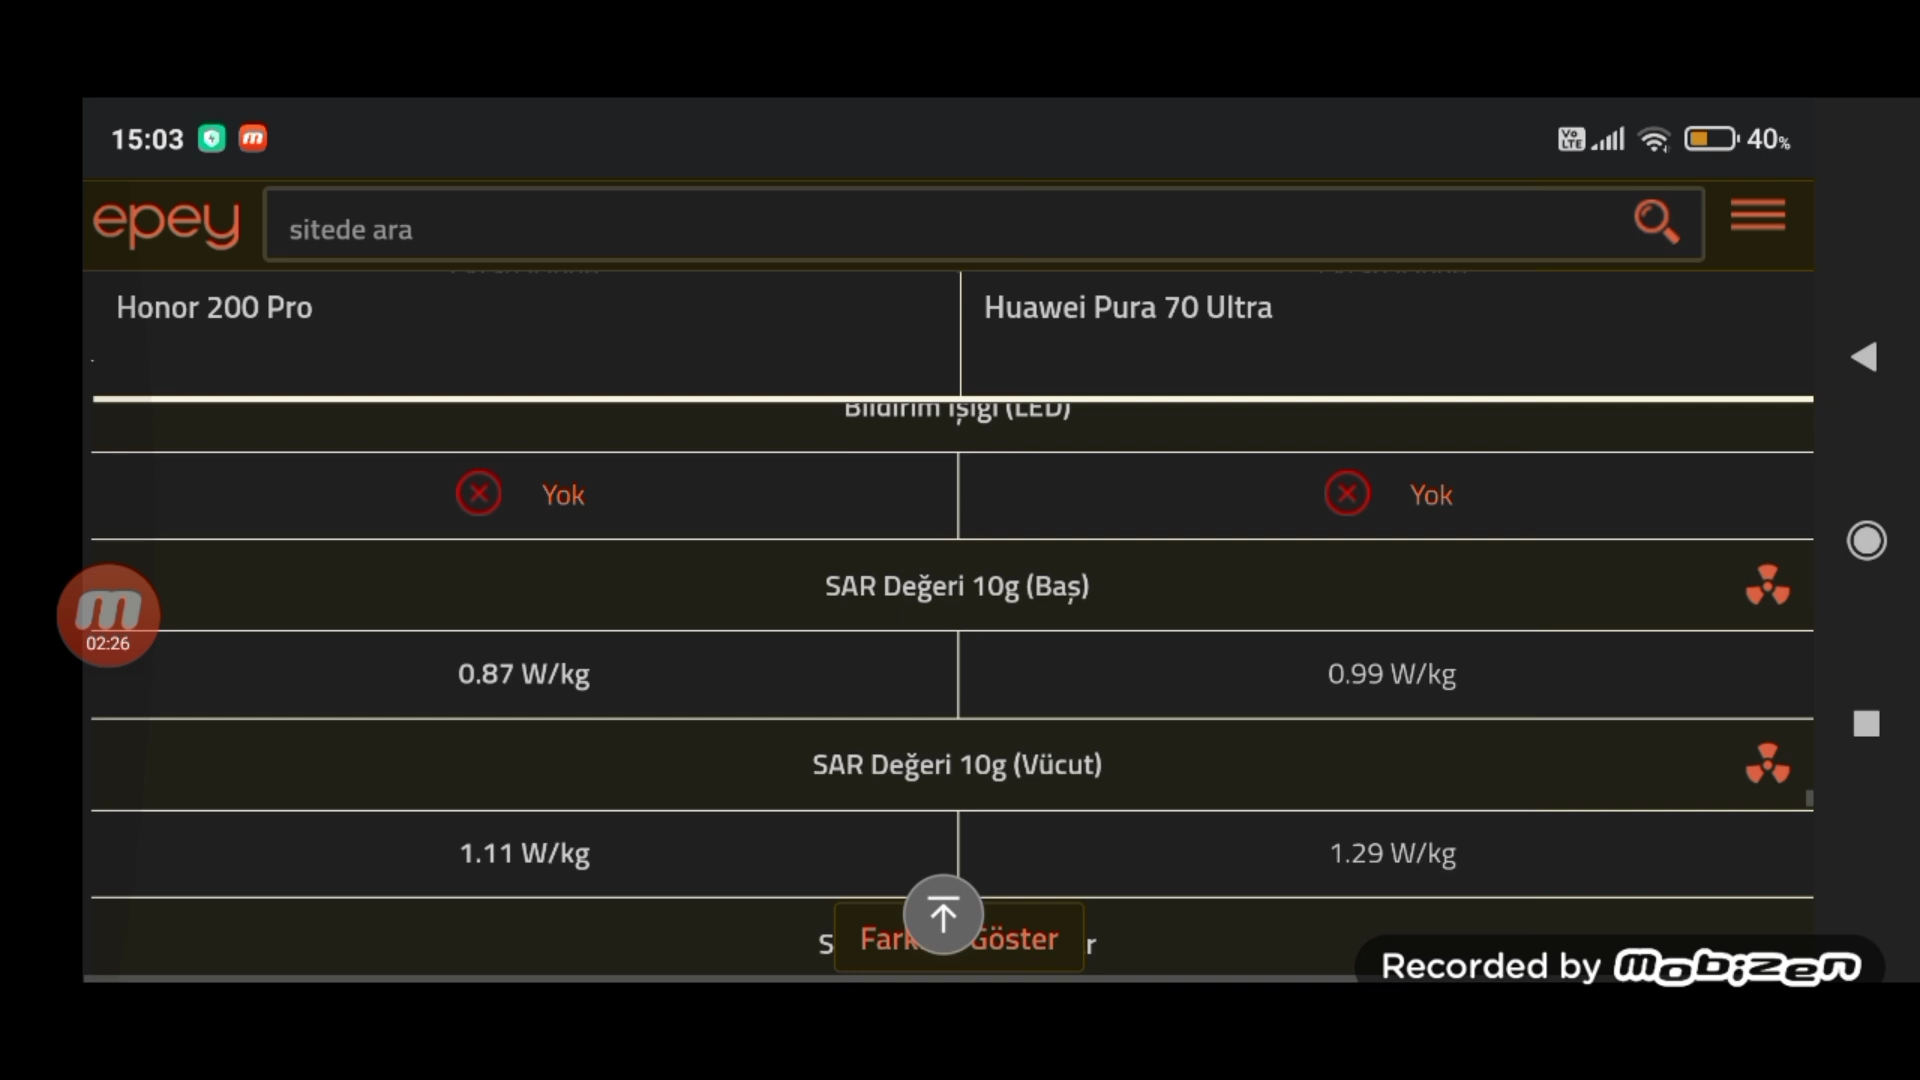 15:03
Vo LTE
40%
epey
sitede ara
Honor 200 Pro
Huawei Pura 70 Ultra
Bildirim Işığı (LED)
Yok
Yok
SAR Değeri 10g (Baş)
02:26
0.87 W/kg
0.99 W/kg
SAR Değeri 10g (Vücut)
1.11 W/kg
1.29 W/kg
Göster
Recorded by Mobizen